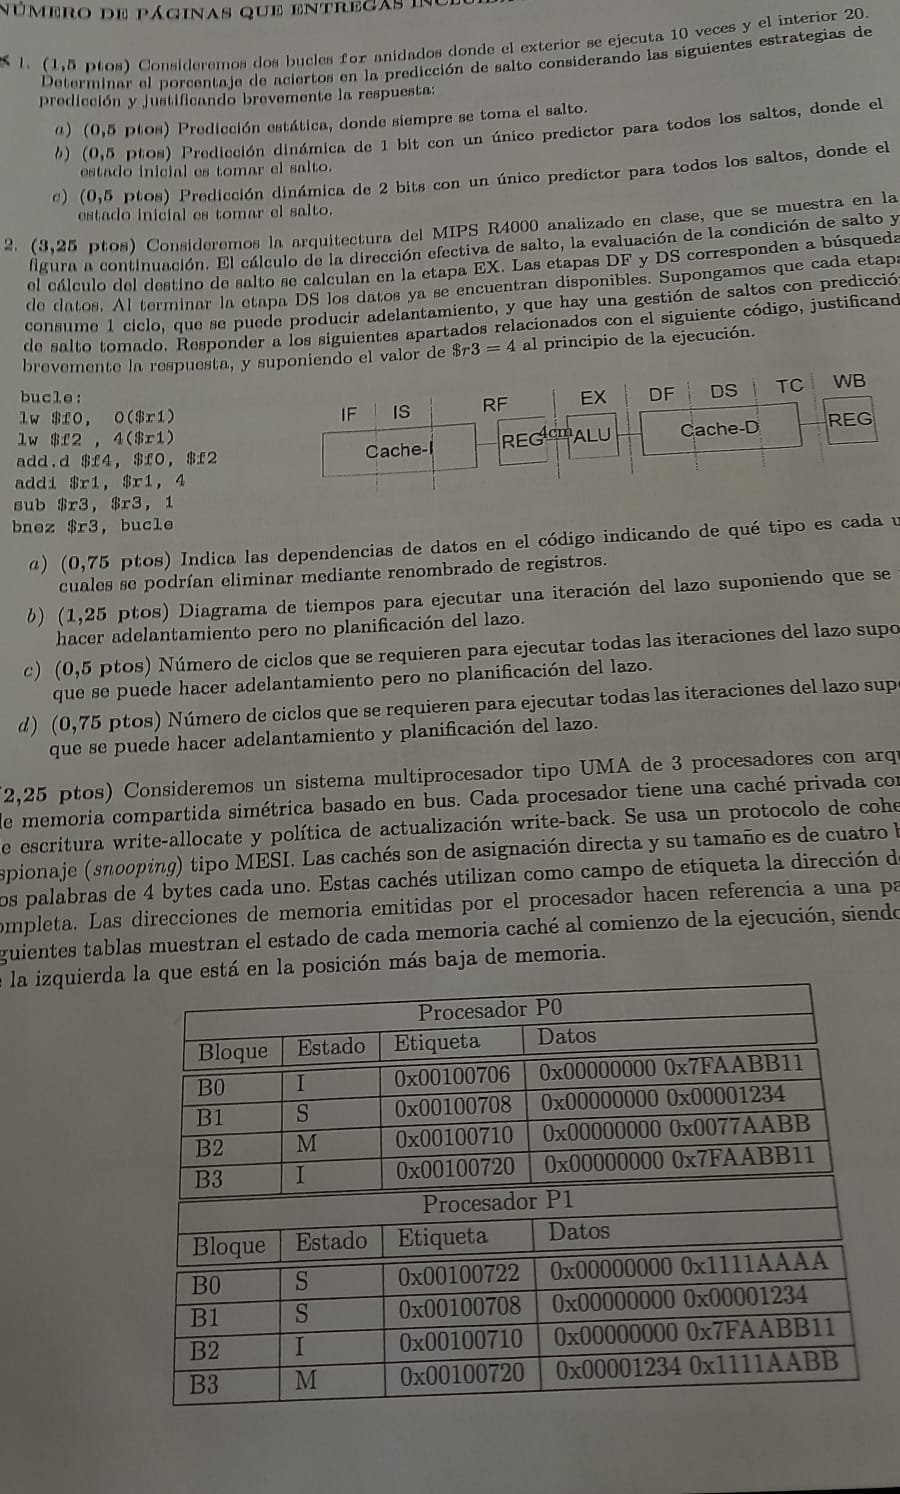 NÚMERO DE PÁGINAS QUE ENTREGAS
1. (1,5 ptos) Consideremos dos bucles for anidados donde el exterior se ejecuta 10 veces y el interior 20.
Determinar el porcentaje de aciertos en la predicción de salto considerando las siguientes estrategias de
predicción y justificando brevemente la respuesta:
a) (0,5 ptos) Predicción estática, donde siempre se toma el salto.
b) (0,5 ptos) Predicción dinámica de 1 bit con un único predictor para todos los saltos, donde el
estado inicial es tomar el salto.
c) (0,5 ptos) Predicción dinámica de 2 bits con un único predictor para todos los saltos, donde el
estado inicial es tomar el salto.
2. (3,25 ptos) Consideremos la arquitectura del MIPS R4000 analizado en clase, que se muestra en la
figura a continuación. El cálculo de la dirección efectiva de salto, la evaluación de la condición de salto y
el cálculo del destino de salto se calculan en la etapa EX. Las etapas DF y DS corresponden a búsqueda
de datos. Al terminar la etapa DS los datos ya se encuentran disponibles. Supongamos que cada etapa
consume 1 ciclo, que se puede producir adelantamiento, y que hay una gestión de saltos con predicció
de salto tomado. Responder a los siguientes apartados relacionados con el siguiente código, justificand
brevemente la respuesta, y suponiendo el valor de $r3 = 4 al principio de la ejecución.
bucle:
lw $f0, 0($r1)
lw $f2 , 4($r1)
add.d $f4, $f0, $f2
addi $r1, $r1, 4
sub $r3, $r3, 1
bnez $r3, bucle
IF IS RF EX DF DS TC WB
Cache-I REG 4cm ALU Cache-D REG
a) (0,75 ptos) Indica las dependencias de datos en el código indicando de qué tipo es cada u
cuales se podrían eliminar mediante renombrado de registros.
b) (1,25 ptos) Diagrama de tiempos para ejecutar una iteración del lazo suponiendo que se
hacer adelantamiento pero no planificación del lazo.
c) (0,5 ptos) Número de ciclos que se requieren para ejecutar todas las iteraciones del lazo supo
que se puede hacer adelantamiento pero no planificación del lazo.
d) (0,75 ptos) Número de ciclos que se requieren para ejecutar todas las iteraciones del lazo sup
que se puede hacer adelantamiento y planificación del lazo.
(2,25 ptos) Consideremos un sistema multiprocesador tipo UMA de 3 procesadores con arqu
de memoria compartida simétrica basado en bus. Cada procesador tiene una caché privada con
e escritura write-allocate y política de actualización write-back. Se usa un protocolo de cohe
spionaje (snooping) tipo MESI. Las cachés son de asignación directa y su tamaño es de cuatro b
os palabras de 4 bytes cada uno. Estas cachés utilizan como campo de etiqueta la dirección d
ompleta. Las direcciones de memoria emitidas por el procesador hacen referencia a una pa
guientes tablas muestran el estado de cada memoria caché al comienzo de la ejecución, siendo
la izquierda la que está en la posición más baja de memoria.
Procesador P0
Bloque Estado Etiqueta Datos
B0 I 0x00100706 0x00000000 0x7FAABB11
B1 S 0x00100708 0x00000000 0x00001234
B2 M 0x00100710 0x00000000 0x0077AABB
B3 I 0x00100720 0x00000000 0x7FAABB11
Procesador P1
Bloque Estado Etiqueta Datos
B0 S 0x00100722 0x00000000 0x1111AAAA
B1 S 0x00100708 0x00000000 0x00001234
B2 I 0x00100710 0x00000000 0x7FAABB11
B3 M 0x00100720 0x00001234 0x1111AABB